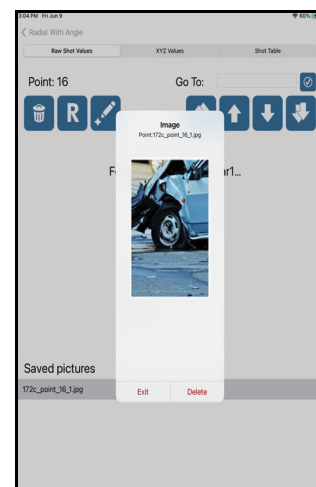 3:04 PM Fri Jun 9 60%
Radial With Angle
Raw Shot Values XYZ Values Shot Table
Point: 16 Go To:
R
Image
Point:172c_point_16_1.jpg
Saved pictures
172c_point_16_1.jpg
Exit Delete